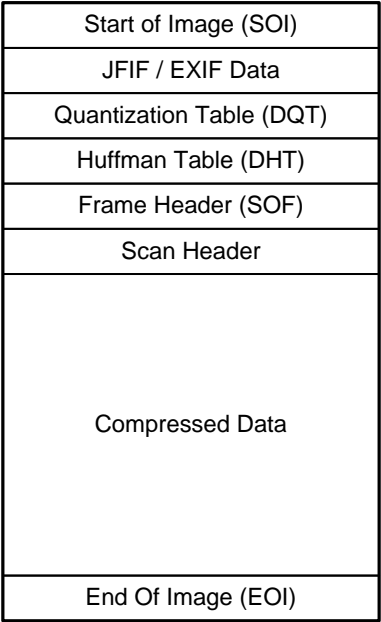 Start of Image (SOI)
JFIF / EXIF Data
Quantization Table (DQT)
Huffman Table (DHT)
Frame Header (SOF)
Scan Header
Compressed Data
End Of Image (EOI)